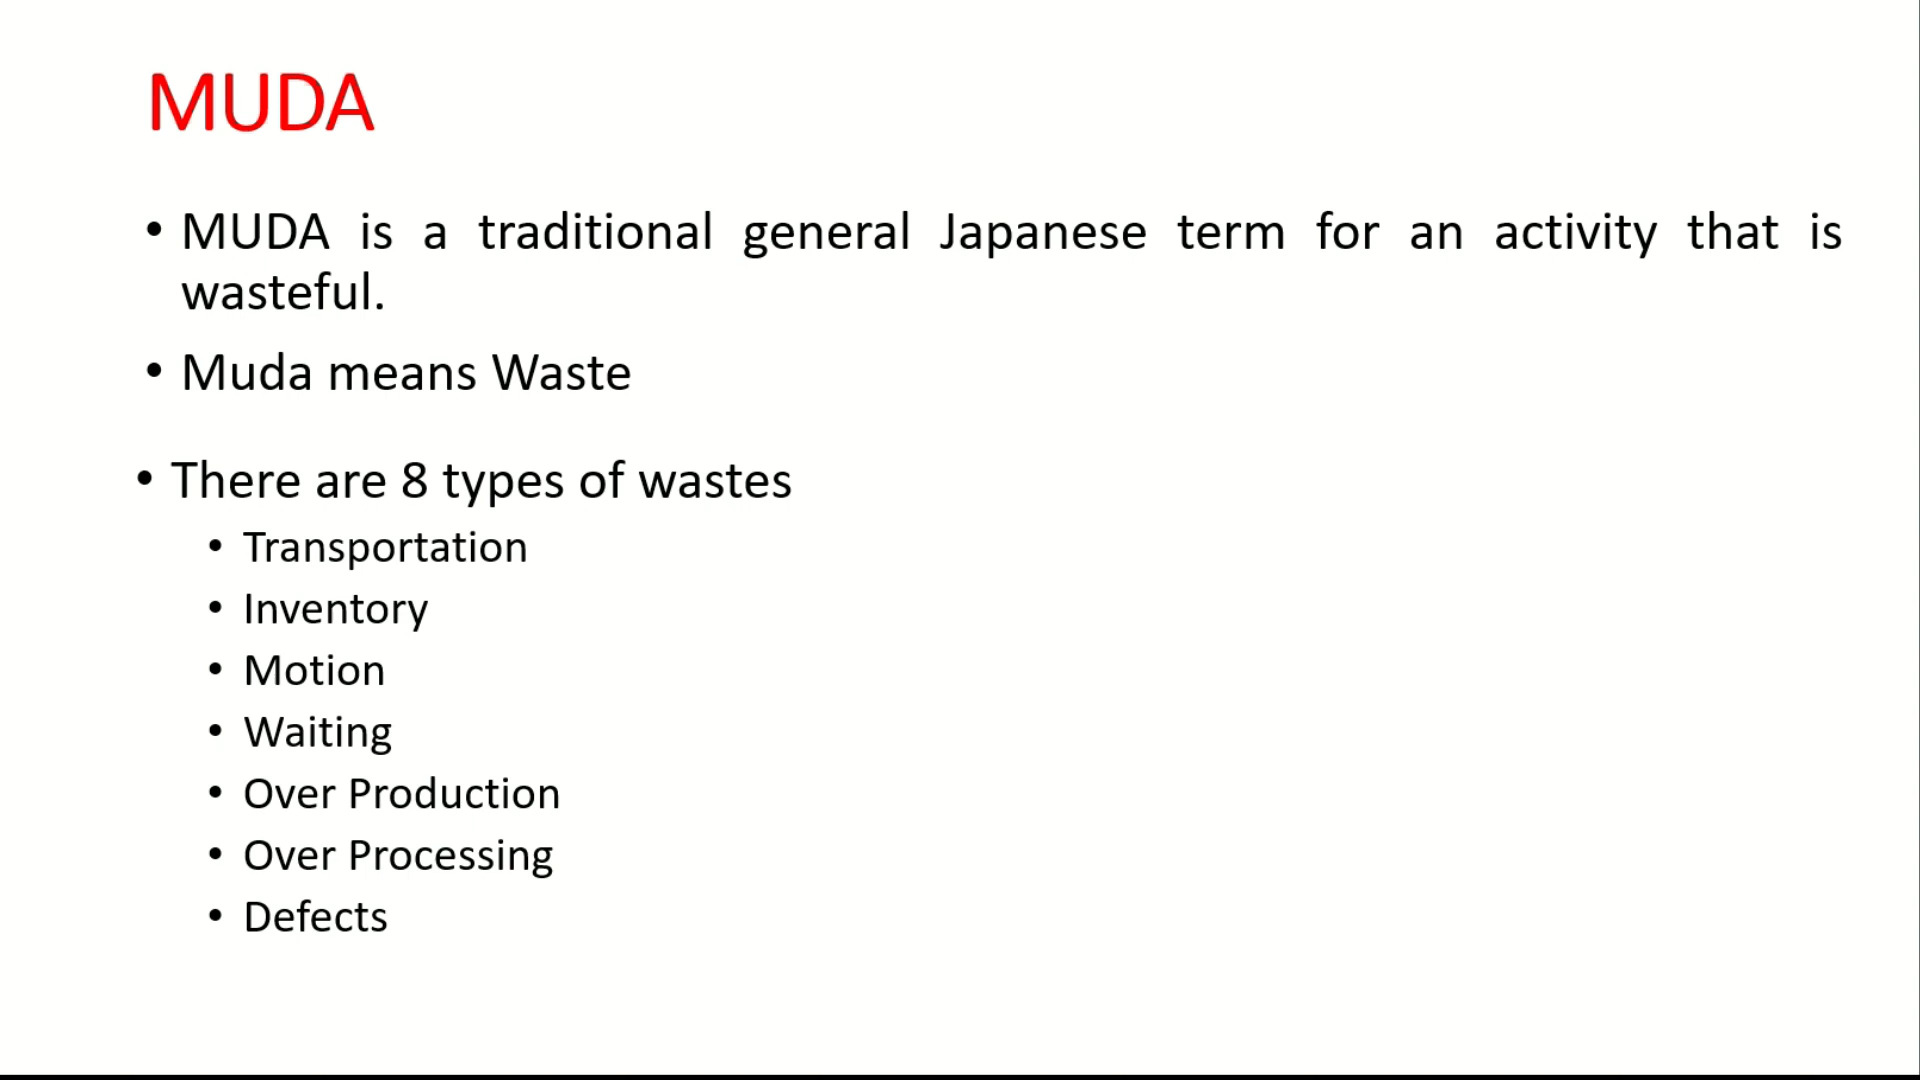 MUDA
• MUDA is a traditional general Japanese term for an activity that is
wasteful.
• Muda means Waste
• There are 8 types of wastes
• Transportation
• Inventory
• Motion
• Waiting
• Over Production
• Over Processing
• Defects